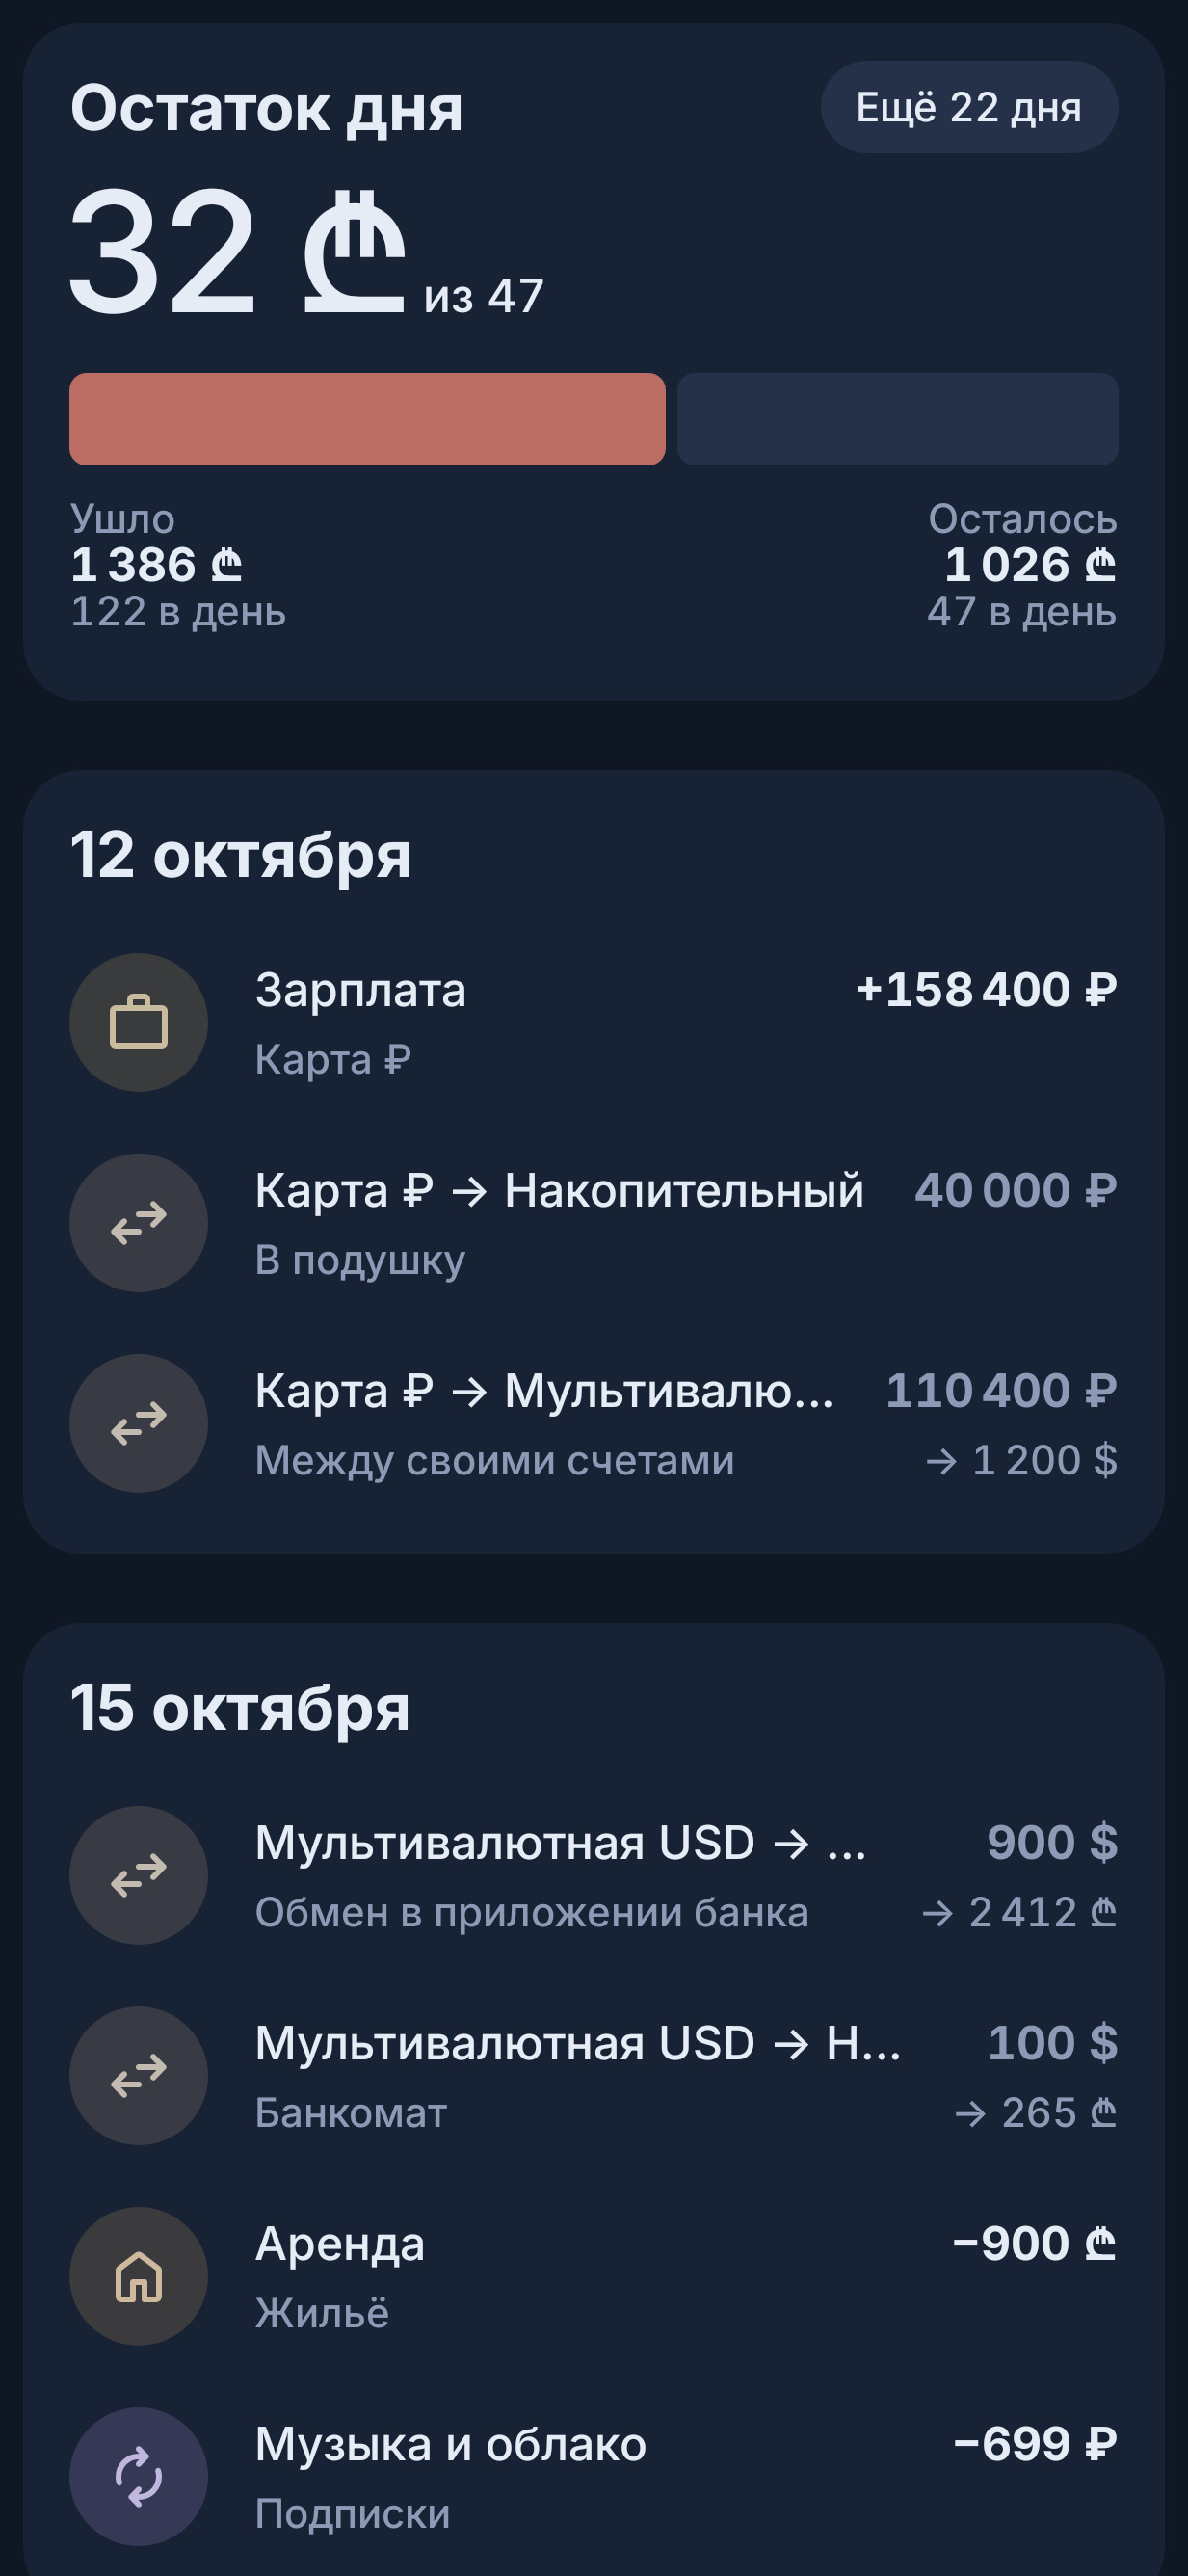 Остаток дня
Ещё 22 дня
32 ₾ из 47
Ушло
Осталось
1 386 ₾
1 026 ₾
122 в день
47 в день
12 октября
Зарплата
+158 400 ₽
Карта ₽
Карта ₽ → Накопительный
40 000 ₽
В подушку
Карта ₽ → Мультивалю...
110 400 ₽
Между своими счетами
→ 1 200 $
15 октября
Мультивалютная USD → ...
900 $
Обмен в приложении банка
→ 2 412 ₾
Мультивалютная USD → Н...
100 $
Банкомат
→ 265 ₾
Аренда
−900 ₾
Жильё
Музыка и облако
−699 ₽
Подписки